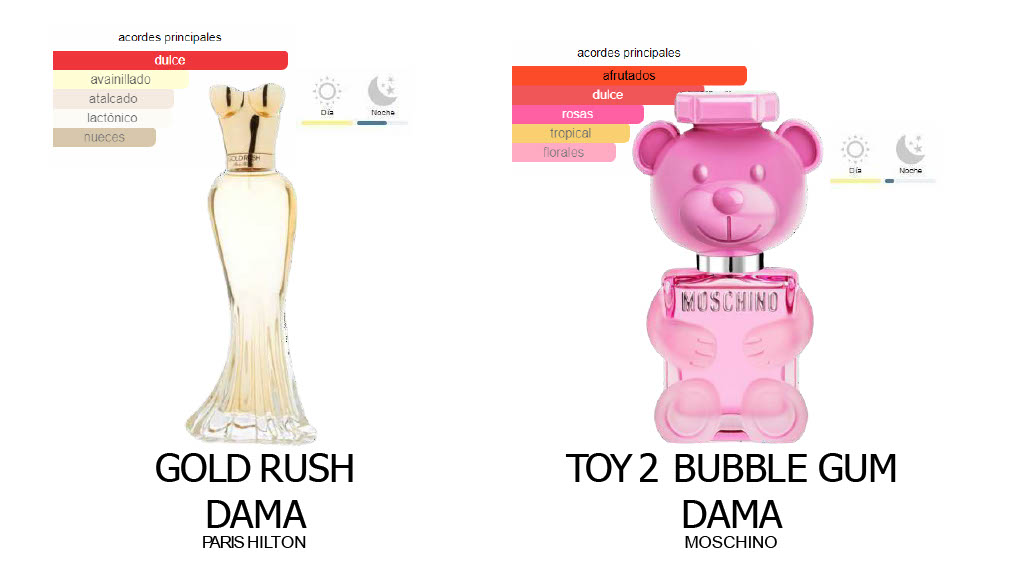 acordes principales
dulce
avainillado
atalcado
lactónico
nueces
Día
Noche
GOLD RUSH
GOLD RUSH
DAMA
PARIS HILTON
acordes principales
afrutados
dulce
rosas
tropical
florales
Día
Noche
MOSCHINO
TOY 2 BUBBLE GUM
DAMA
MOSCHINO